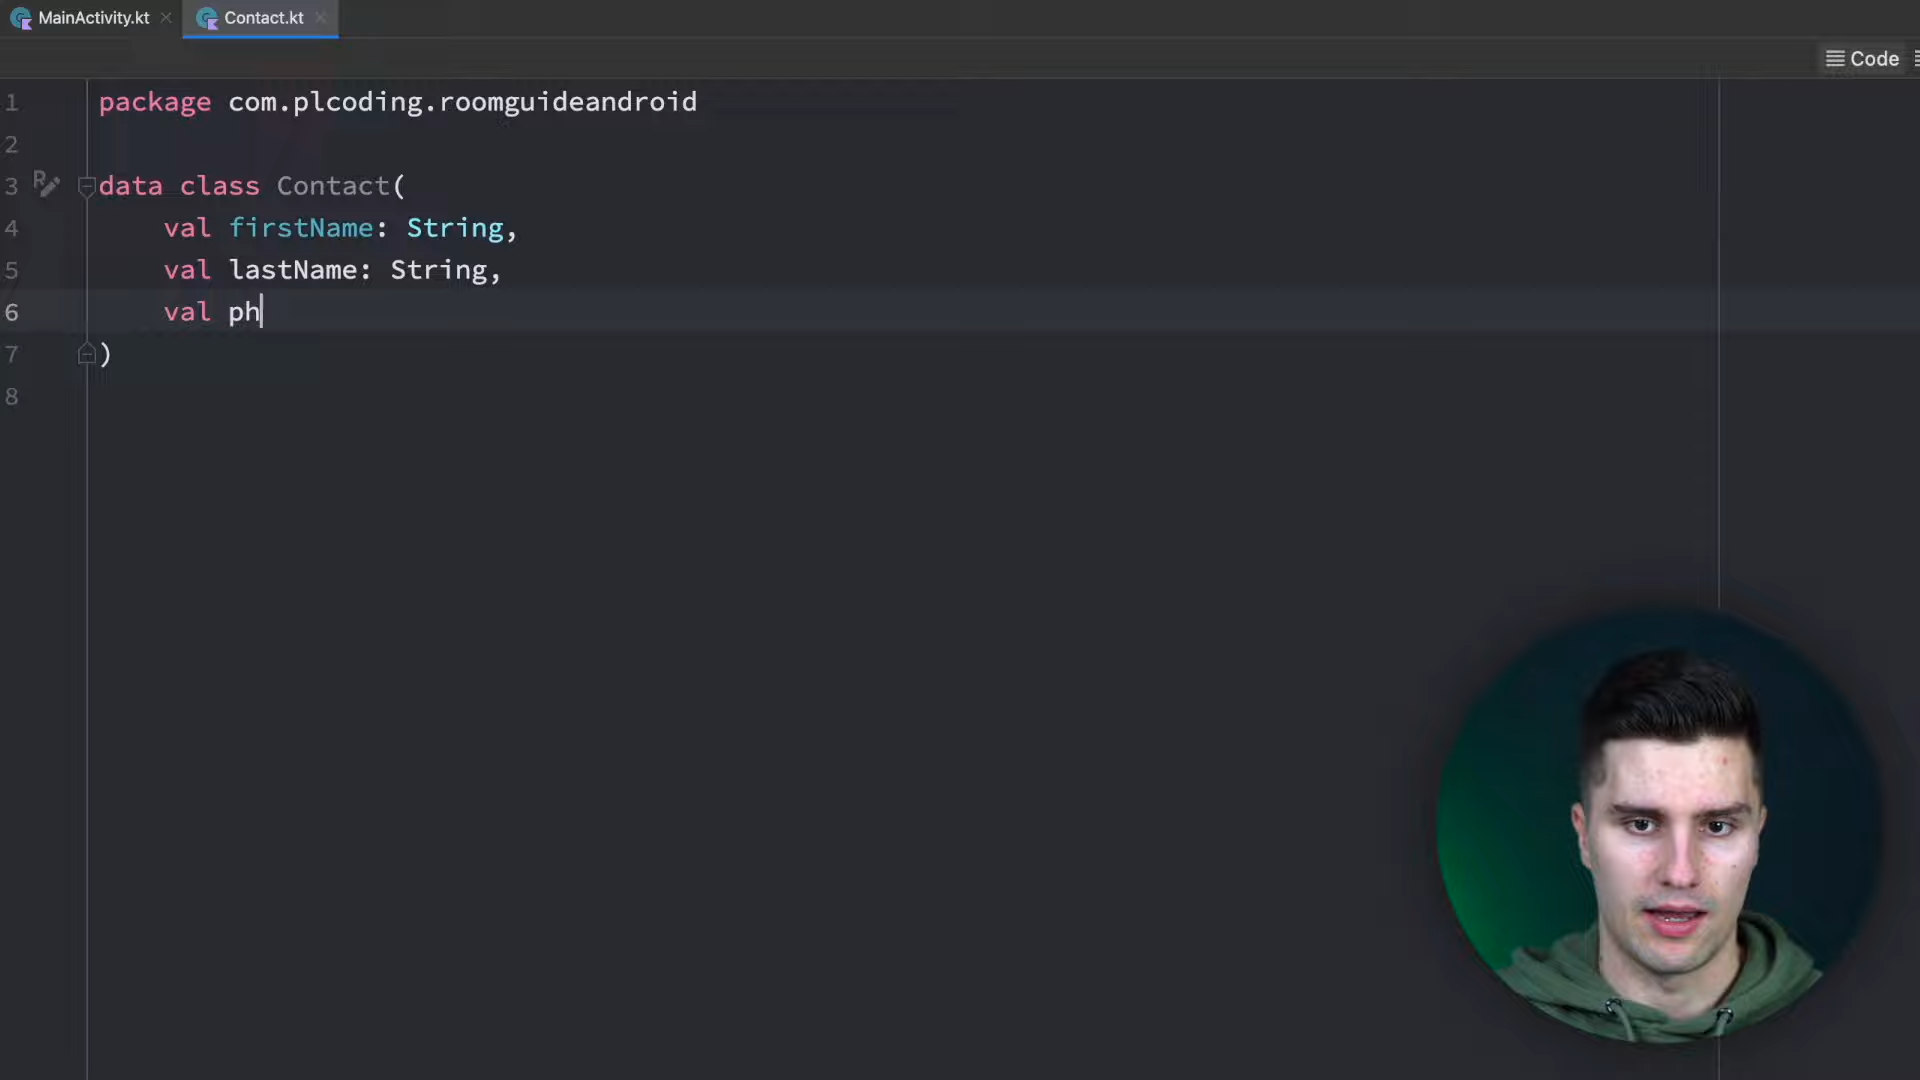 MainActivity.kt
Contact.kt
Code
1 package com.plcoding.roomguideandroid
2
3 data class Contact(
4 val firstName: String,
5 val lastName: String,
6 val ph
7 )
8